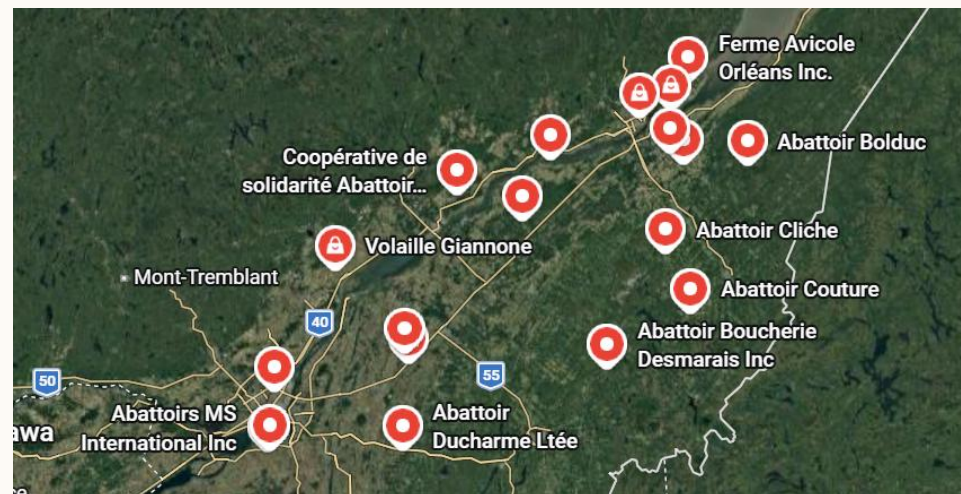 Ferme Avicole
Orléans Inc.
Abattoir Bolduc
Coopérative de
solidarité Abattoir...
Abattoir Cliche
Volaille Giannone
Mont-Tremblant
Abattoir Couture
40
Abattoir Boucherie
Desmarais Inc
50
55
Abattoirs MS
International Inc
Abattoir
Ducharme Ltée
awa